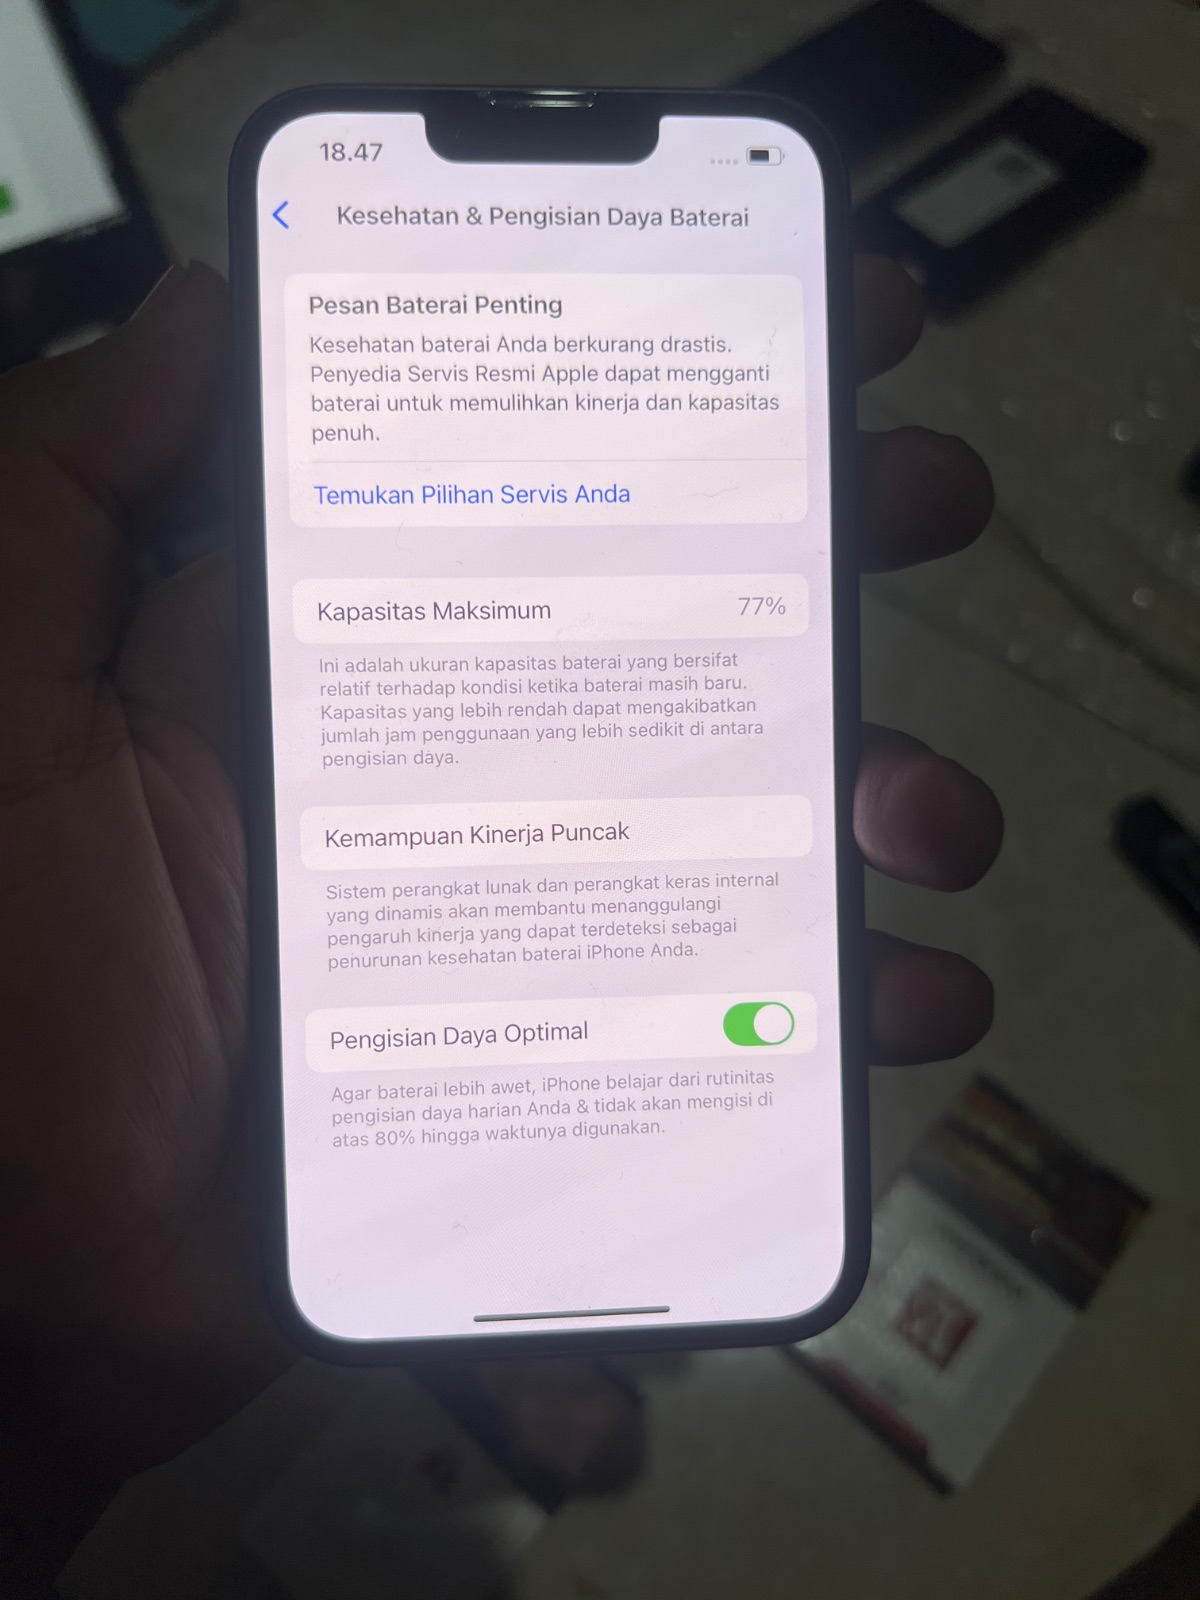 18.47
Kesehatan & Pengisian Daya Baterai
Pesan Baterai Penting
Kesehatan baterai Anda berkurang drastis.
Penyedia Servis Resmi Apple dapat mengganti
baterai untuk memulihkan kinerja dan kapasitas
penuh.
Temukan Pilihan Servis Anda
Kapasitas Maksimum 77%
Ini adalah ukuran kapasitas baterai yang bersifat
relatif terhadap kondisi ketika baterai masih baru.
Kapasitas yang lebih rendah dapat mengakibatkan
jumlah jam penggunaan yang lebih sedikit di antara
pengisian daya.
Kemampuan Kinerja Puncak
Sistem perangkat lunak dan perangkat keras internal
yang dinamis akan membantu menanggulangi
pengaruh kinerja yang dapat terdeteksi sebagai
penurunan kesehatan baterai iPhone Anda.
Pengisian Daya Optimal
Agar baterai lebih awet, iPhone belajar dari rutinitas
pengisian daya harian Anda & tidak akan mengisi di
atas 80% hingga waktunya digunakan.